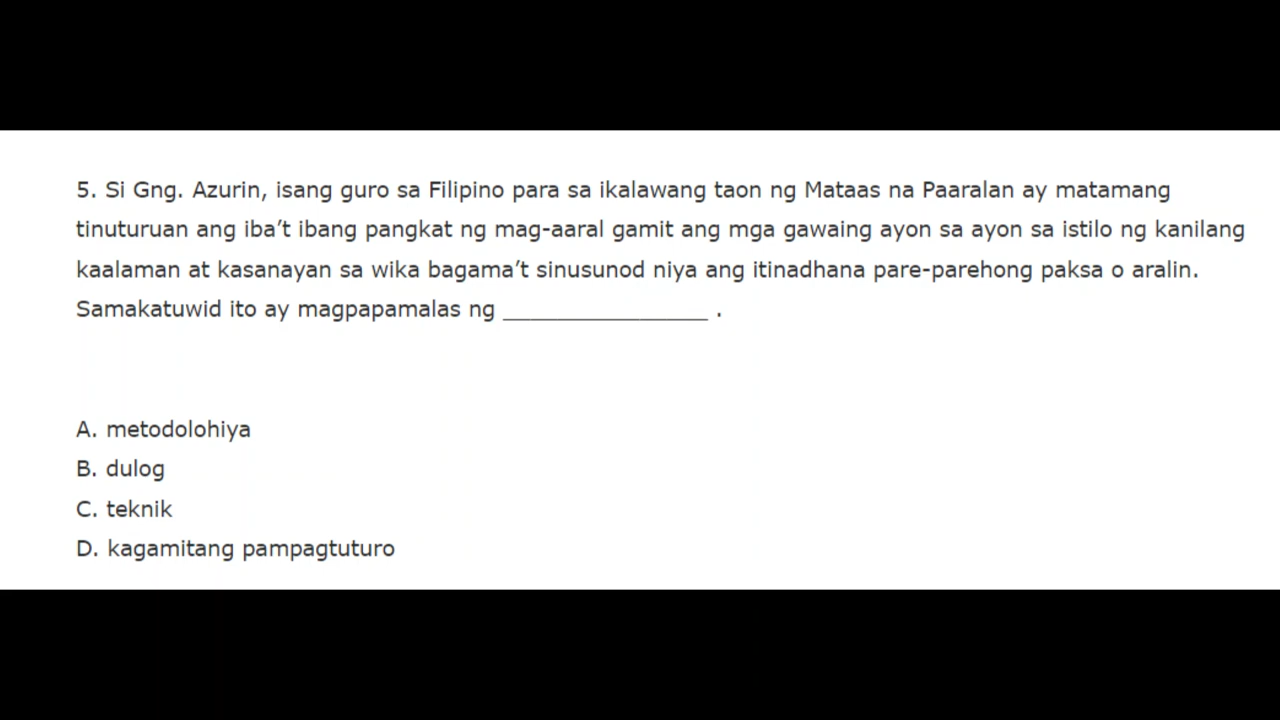 5. Si Gng. Azurin, isang guro sa Filipino para sa ikalawang taon ng Mataas na Paaralan ay matamang
tinuturuan ang iba’t ibang pangkat ng mag-aaral gamit ang mga gawaing ayon sa ayon sa istilo ng kanilang
kaalaman at kasanayan sa wika bagama’t sinusunod niya ang itinadhana pare-parehong paksa o aralin.
Samakatuwid ito ay magpapamalas ng _________________ .
A. metodolohiya
B. dulog
C. teknik
D. kagamitang pampagtuturo